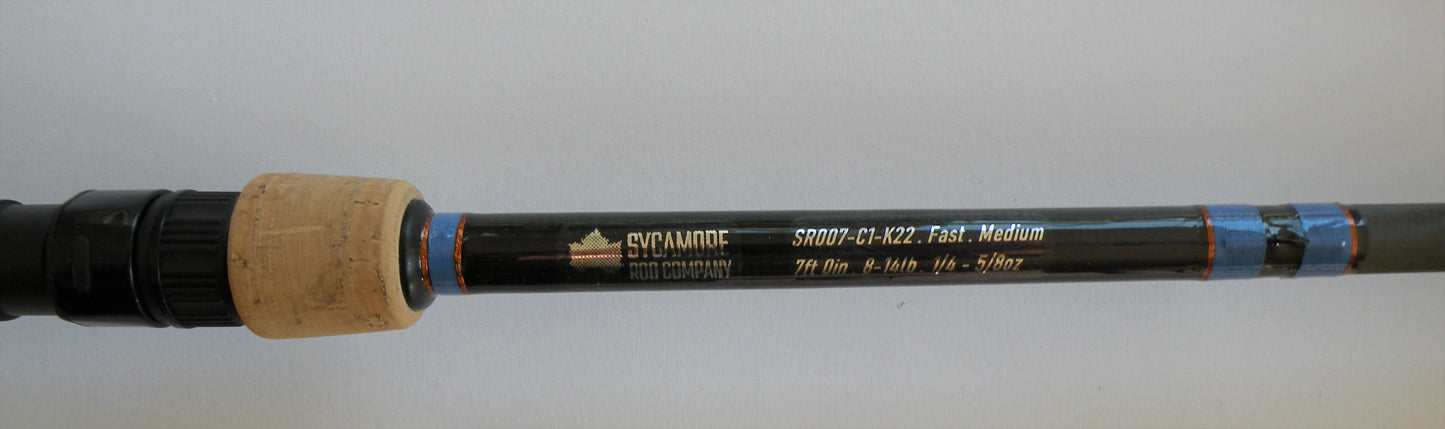 SYCAMORE
ROD COMPANY
SR007-C1-K22 . Fast . Medium
7ft 0in . 8-14lb . 1/4 - 5/8oz